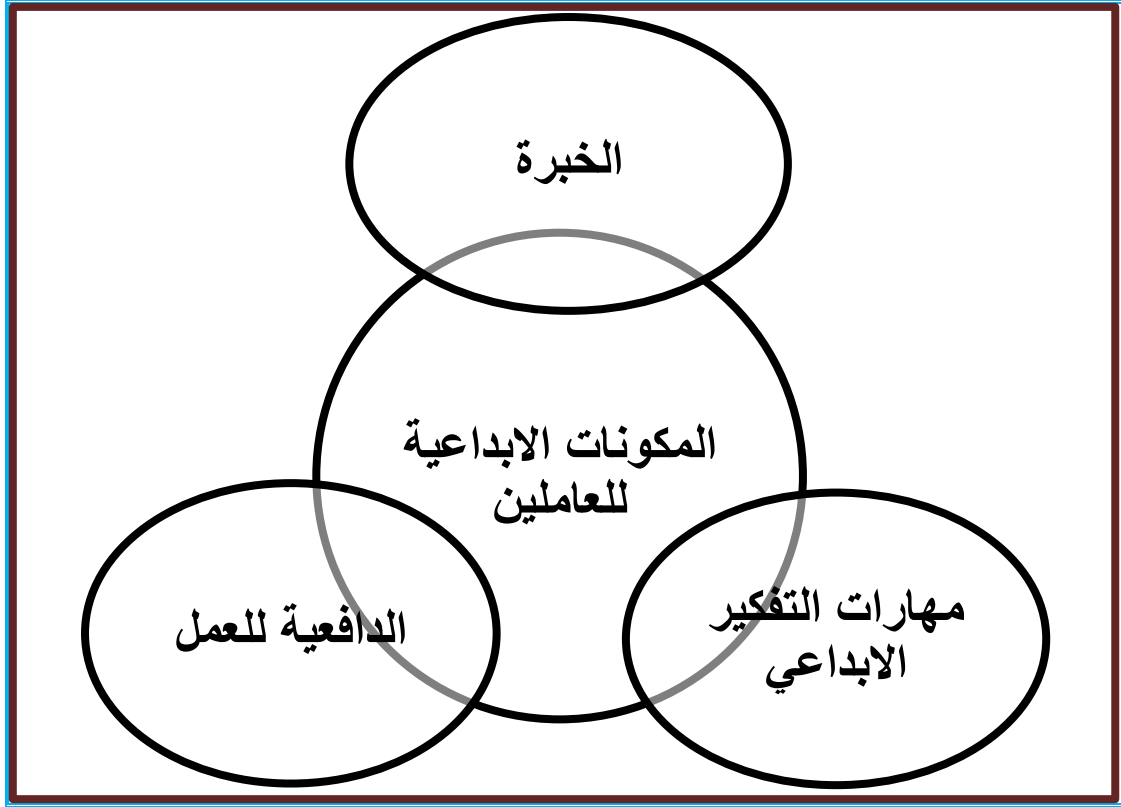 الخبرة
المكونات الابداعية
للعاملين
مهارات التفكير
الابداعي
الدافعية للعمل